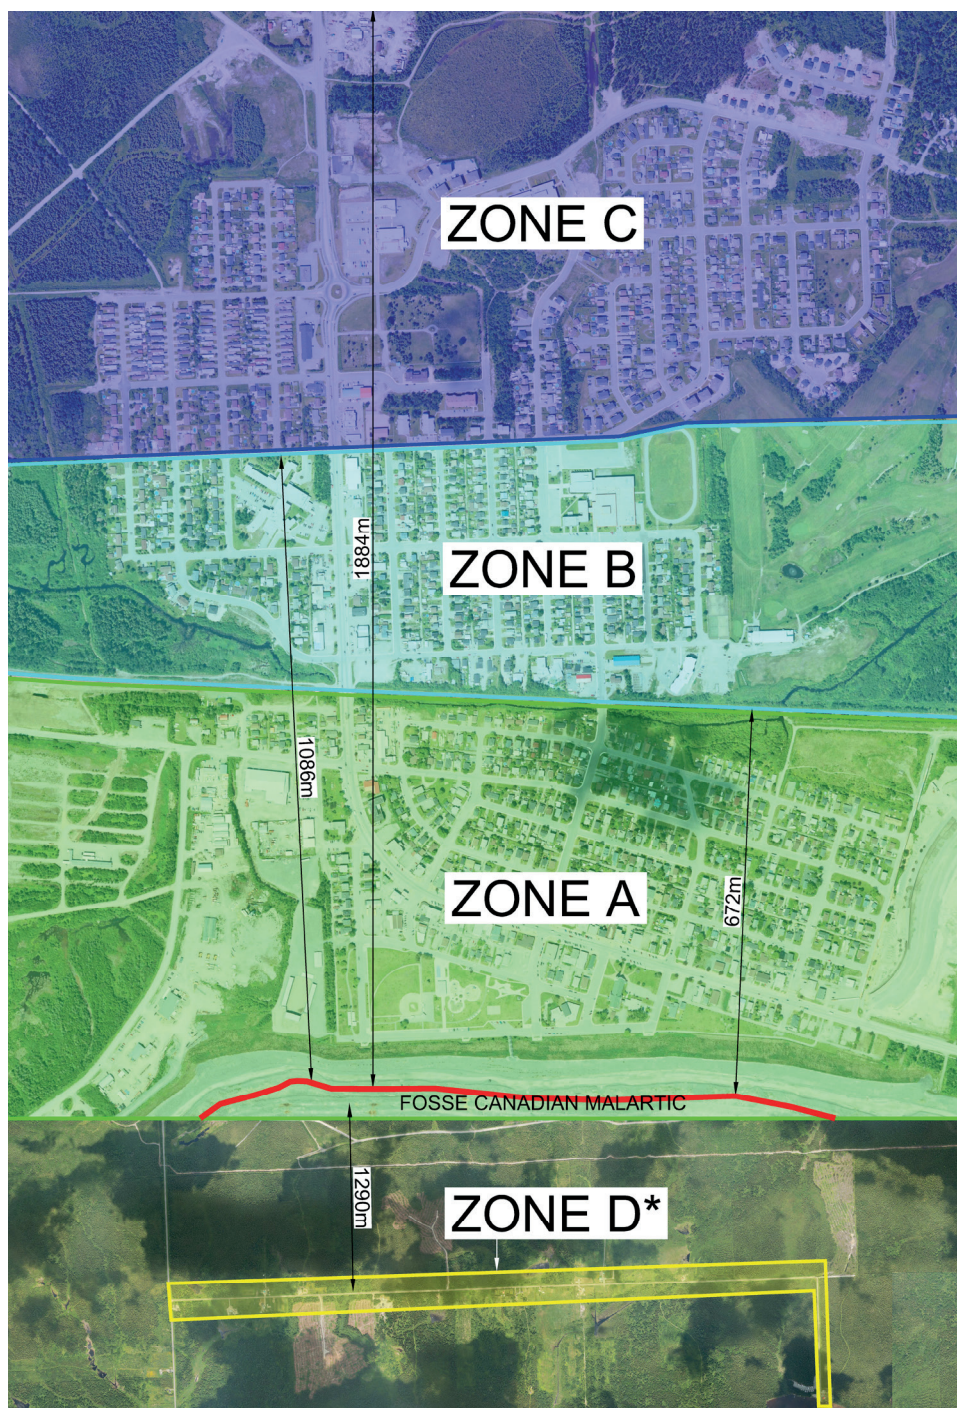 ZONE C
1884m
ZONE B
1086m
ZONE A
672m
FOSSE CANADIAN MALARTIC
1290m
ZONE D*